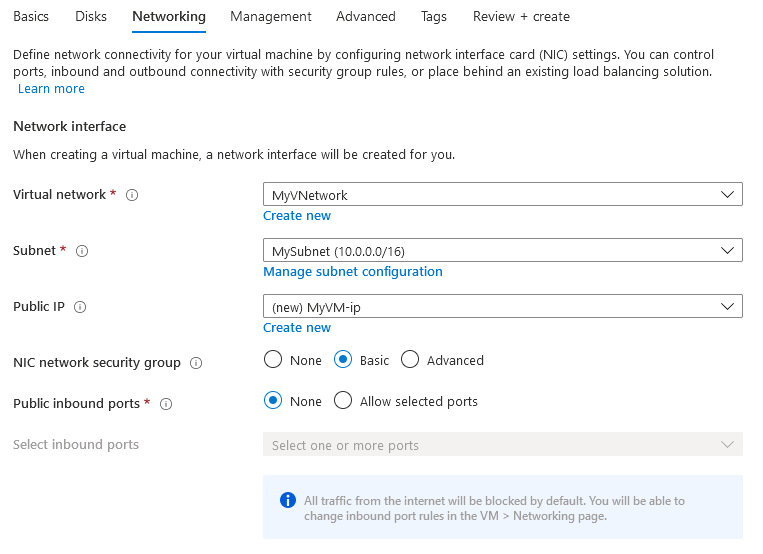 Basics Disks Networking Management Advanced Tags Review + create
Define network connectivity for your virtual machine by configuring network interface card (NIC) settings. You can control
ports, inbound and outbound connectivity with security group rules, or place behind an existing load balancing solution.
Learn more
Network interface
When creating a virtual machine, a network interface will be created for you.
Virtual network * MyVNetwork
Create new
Subnet * MySubnet (10.0.0.0/16)
Manage subnet configuration
Public IP (new) MyVM-ip
Create new
NIC network security group None Basic Advanced
Public inbound ports * None Allow selected ports
Select inbound ports Select one or more ports
All traffic from the internet will be blocked by default. You will be able to
change inbound port rules in the VM > Networking page.